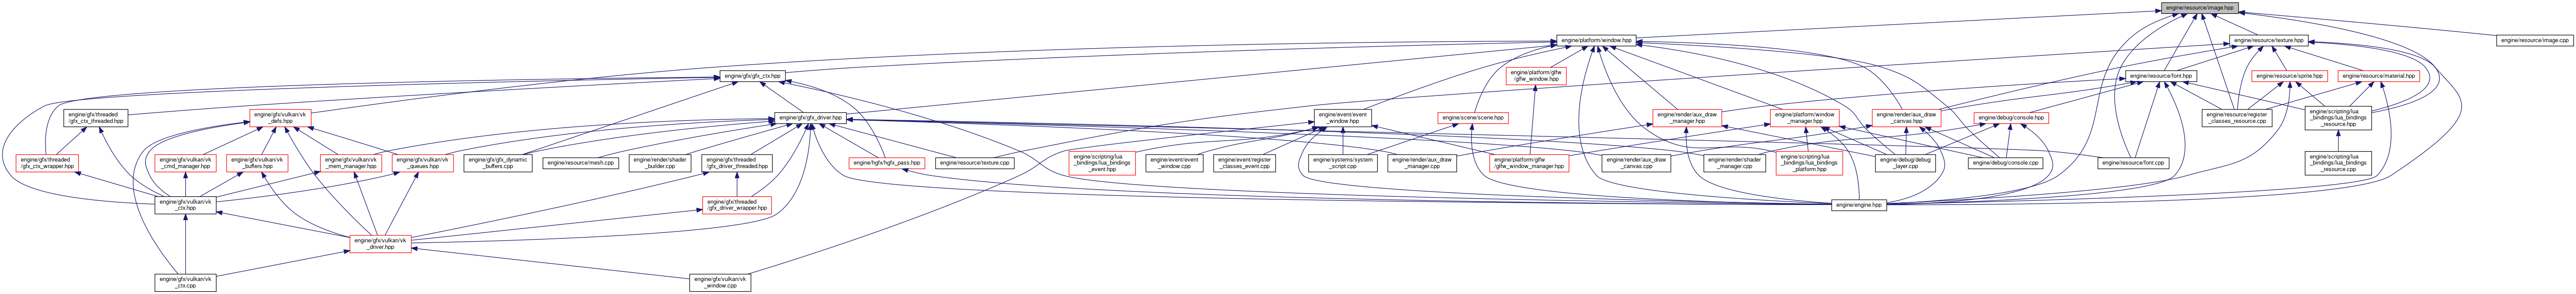 engine/resource/image.hpp
engine/platform/window.hpp
engine/resource/texture.hpp
engine/resource/image.cpp
engine/gfx/gfx_ctx.hpp
engine/platform/glfw
/glfw_window.hpp
engine/resource/font.hpp
engine/resource/sprite.hpp
engine/resource/material.hpp
engine/gfx/threaded
/gfx_ctx_threaded.hpp
engine/gfx/vulkan/vk
_defs.hpp
engine/gfx/gfx_driver.hpp
engine/event/event
_window.hpp
engine/scene/scene.hpp
engine/render/aux_draw
_manager.hpp
engine/platform/window
_manager.hpp
engine/render/aux_draw
_canvas.hpp
engine/debug/console.hpp
engine/resource/register
_classes_resource.cpp
engine/scripting/lua
_bindings/lua_bindings
_resource.hpp
engine/gfx/threaded
/gfx_ctx_wrapper.hpp
engine/gfx/vulkan/vk
_cmd_manager.hpp
engine/gfx/vulkan/vk
_buffers.hpp
engine/gfx/vulkan/vk
_mem_manager.hpp
engine/gfx/vulkan/vk
_queues.hpp
engine/gfx/gfx_dynamic
_buffers.cpp
engine/resource/mesh.cpp
engine/render/shader
_builder.cpp
engine/gfx/threaded
/gfx_driver_threaded.hpp
engine/hgfx/hgfx_pass.hpp
engine/resource/texture.cpp
engine/scripting/lua
_bindings/lua_bindings
_event.hpp
engine/event/event
_window.cpp
engine/event/register
_classes_event.cpp
engine/systems/system
_script.cpp
engine/render/aux_draw
_manager.cpp
engine/platform/glfw
/glfw_window_manager.hpp
engine/render/aux_draw
_canvas.cpp
engine/render/shader
_manager.cpp
engine/scripting/lua
_bindings/lua_bindings
_platform.hpp
engine/debug/debug
_layer.cpp
engine/debug/console.cpp
engine/resource/font.cpp
engine/scripting/lua
_bindings/lua_bindings
_resource.cpp
engine/gfx/vulkan/vk
_ctx.hpp
engine/gfx/threaded
/gfx_driver_wrapper.hpp
engine/engine.hpp
engine/gfx/vulkan/vk
_driver.hpp
engine/gfx/vulkan/vk
_ctx.cpp
engine/gfx/vulkan/vk
_window.cpp